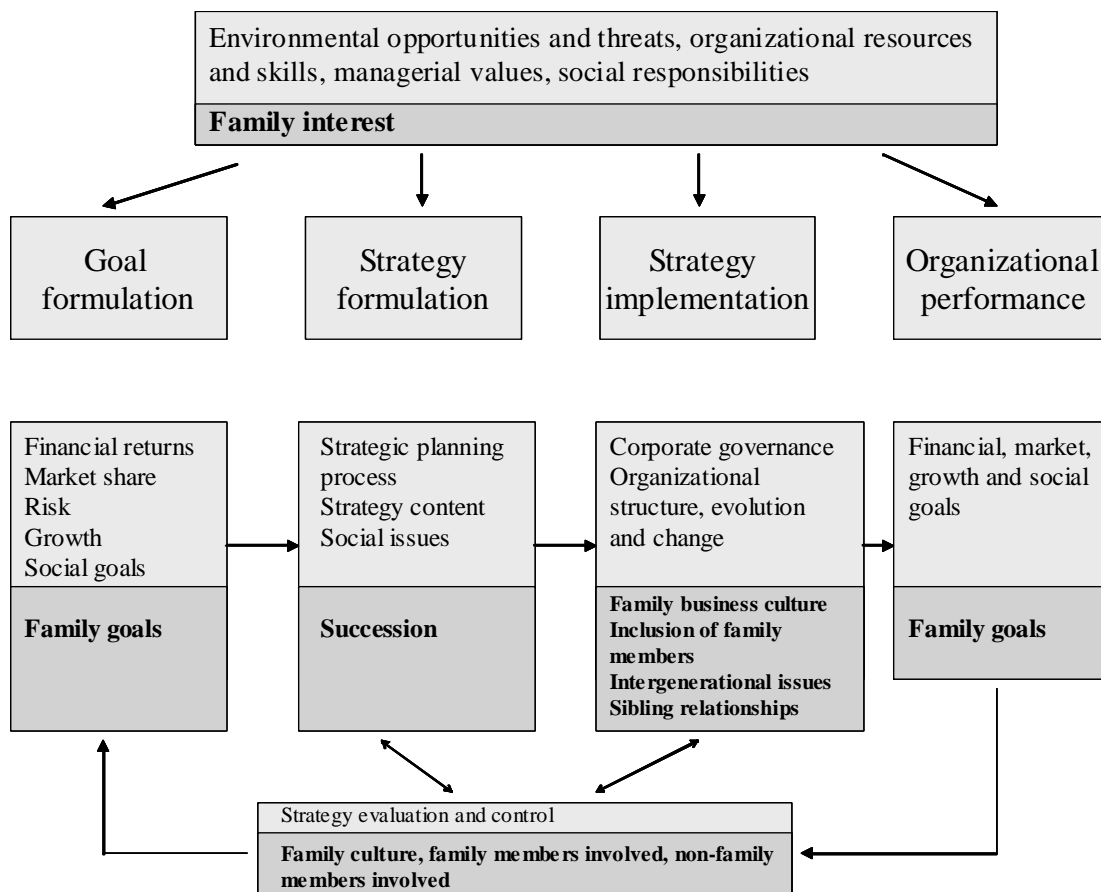 Environmental opportunities and threats, organizational resources
and skills, managerial values, social responsibilities
Family interest
Goal
formulation
Strategy
formulation
Strategy
implementation
Organizational
performance
Financial returns
Market share
Risk
Growth
Social goals
Family goals
Strategic planning
process
Strategy content
Social issues
Succession
Corporate governance
Organizational
structure, evolution
and change
Family business culture
Inclusion of family
members
Intergenerational issues
Sibling relationships
Financial, market,
growth and social
goals
Family goals
Strategy evaluation and control
Family culture, family members involved, non-family
members involved